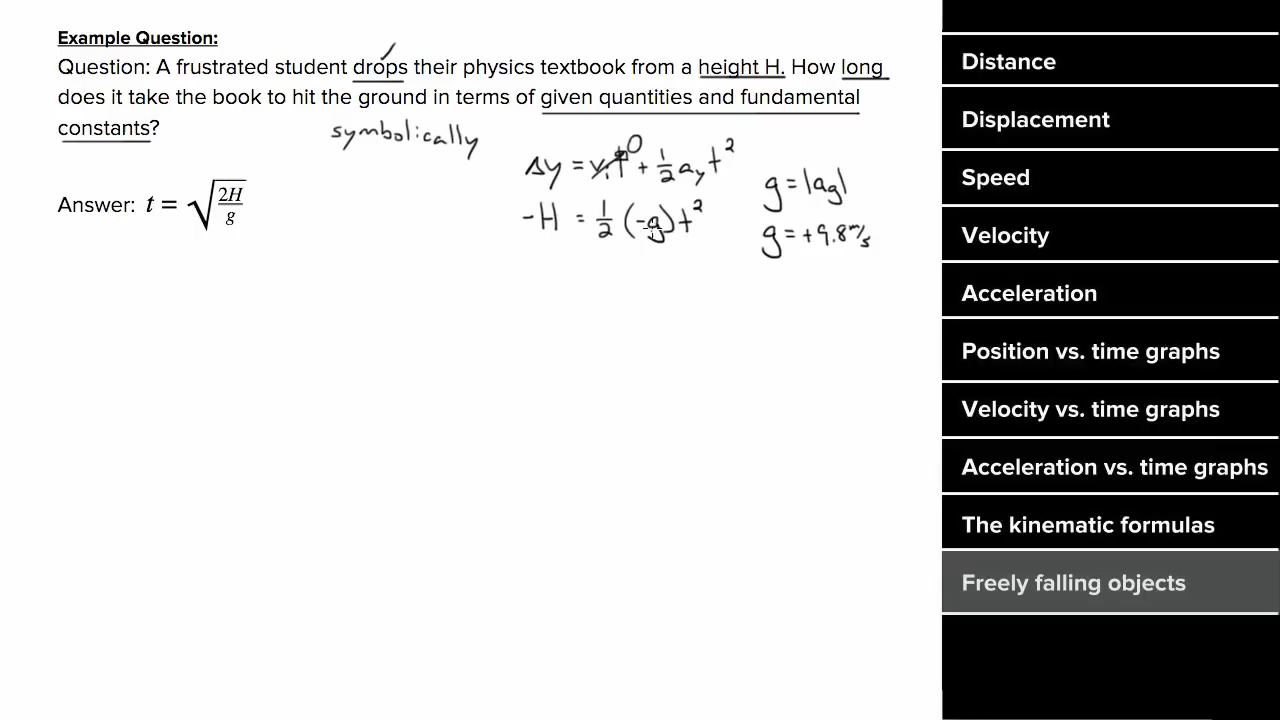 Example Question:
Question: A frustrated student drops their physics textbook from a height H. How long
does it take the book to hit the ground in terms of given quantities and fundamental
constants?
symbolically
Δy = v₁t⁰ + 1/2 a_y t²
g = |a_g|
Answer: t = √(2H/g)
-H = 1/2 (-g) t²
g = +9.8 m/s
Distance
Displacement
Speed
Velocity
Acceleration
Position vs. time graphs
Velocity vs. time graphs
Acceleration vs. time graphs
The kinematic formulas
Freely falling objects